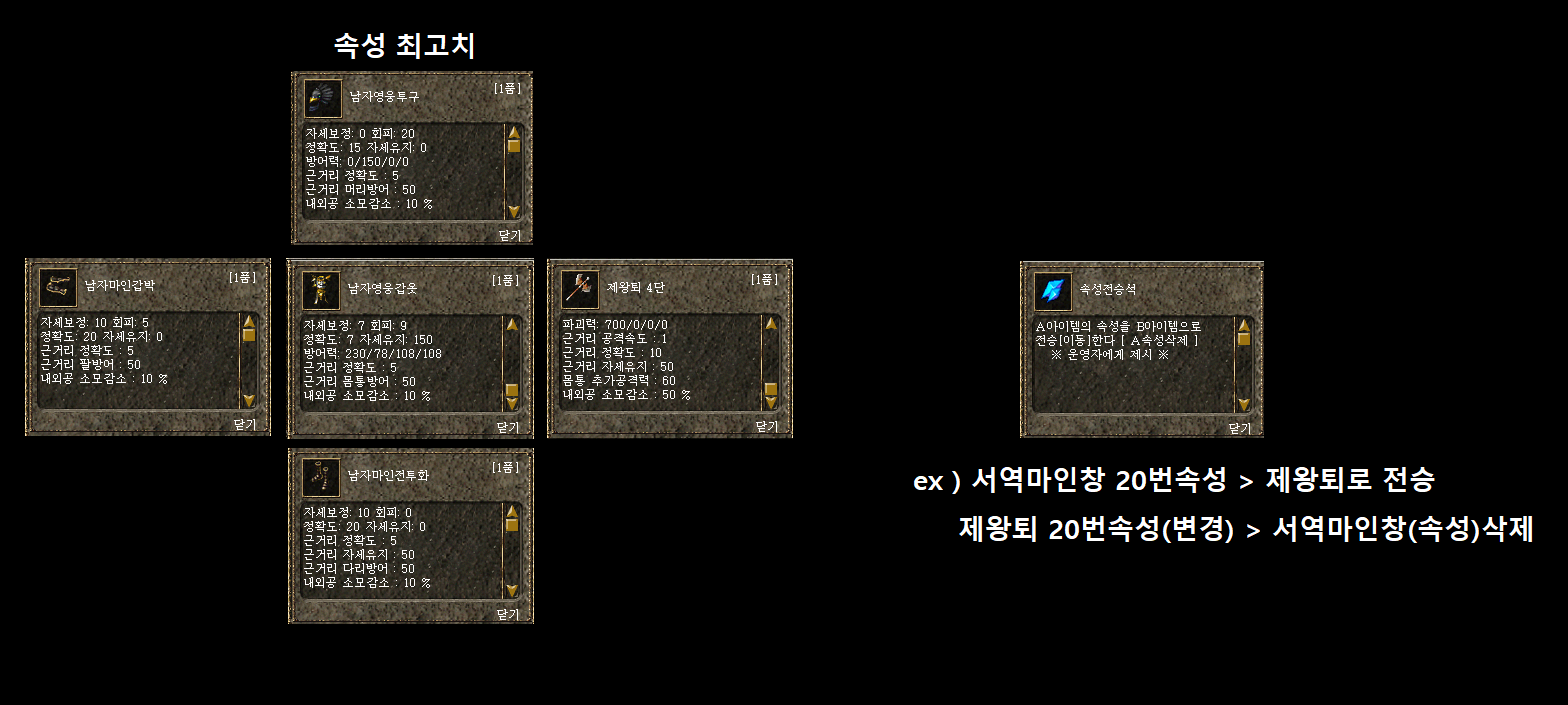 속성 최고치
남자영웅투구
[1품]
자세보정: 0 회피: 20
정확도: 15 자세유지: 0
방어력: 0/150/0/0
근거리 정확도 : 5
근거리 머리방어 : 50
내외공 소모감소 : 10 %
닫기
남자마인갑박
[1품]
자세보정: 10 회피: 5
정확도: 20 자세유지: 0
근거리 정확도 : 5
근거리 팔방어 : 50
내외공 소모감소 : 10 %
닫기
남자영웅갑옷
[1품]
자세보정: 7 회피: 9
정확도: 7 자세유지: 150
방어력: 230/78/108/108
근거리 정확도 : 5
근거리 몸통방어 : 50
내외공 소모감소 : 10 %
닫기
제왕퇴 4단
[1품]
파괴력: 700/0/0/0
근거리 공격속도 : 1
근거리 정확도 : 10
근거리 자세유지 : 50
몸통 추가공격력 : 60
내외공 소모감소 : 50 %
닫기
남자마인전투화
[1품]
자세보정: 10 회피: 0
정확도: 20 자세유지: 0
근거리 정확도 : 5
근거리 자세유지 : 50
근거리 다리방어 : 50
내외공 소모감소 : 10 %
닫기
속성전승석
A아이템의 속성을 B아이템으로
전승[이동]한다 [ A속성삭제 ]
※ 운영자에게 제시 ※
닫기
ex ) 서역마인창 20번속성 > 제왕퇴로 전승
제왕퇴 20번속성(변경) > 서역마인창(속성)삭제